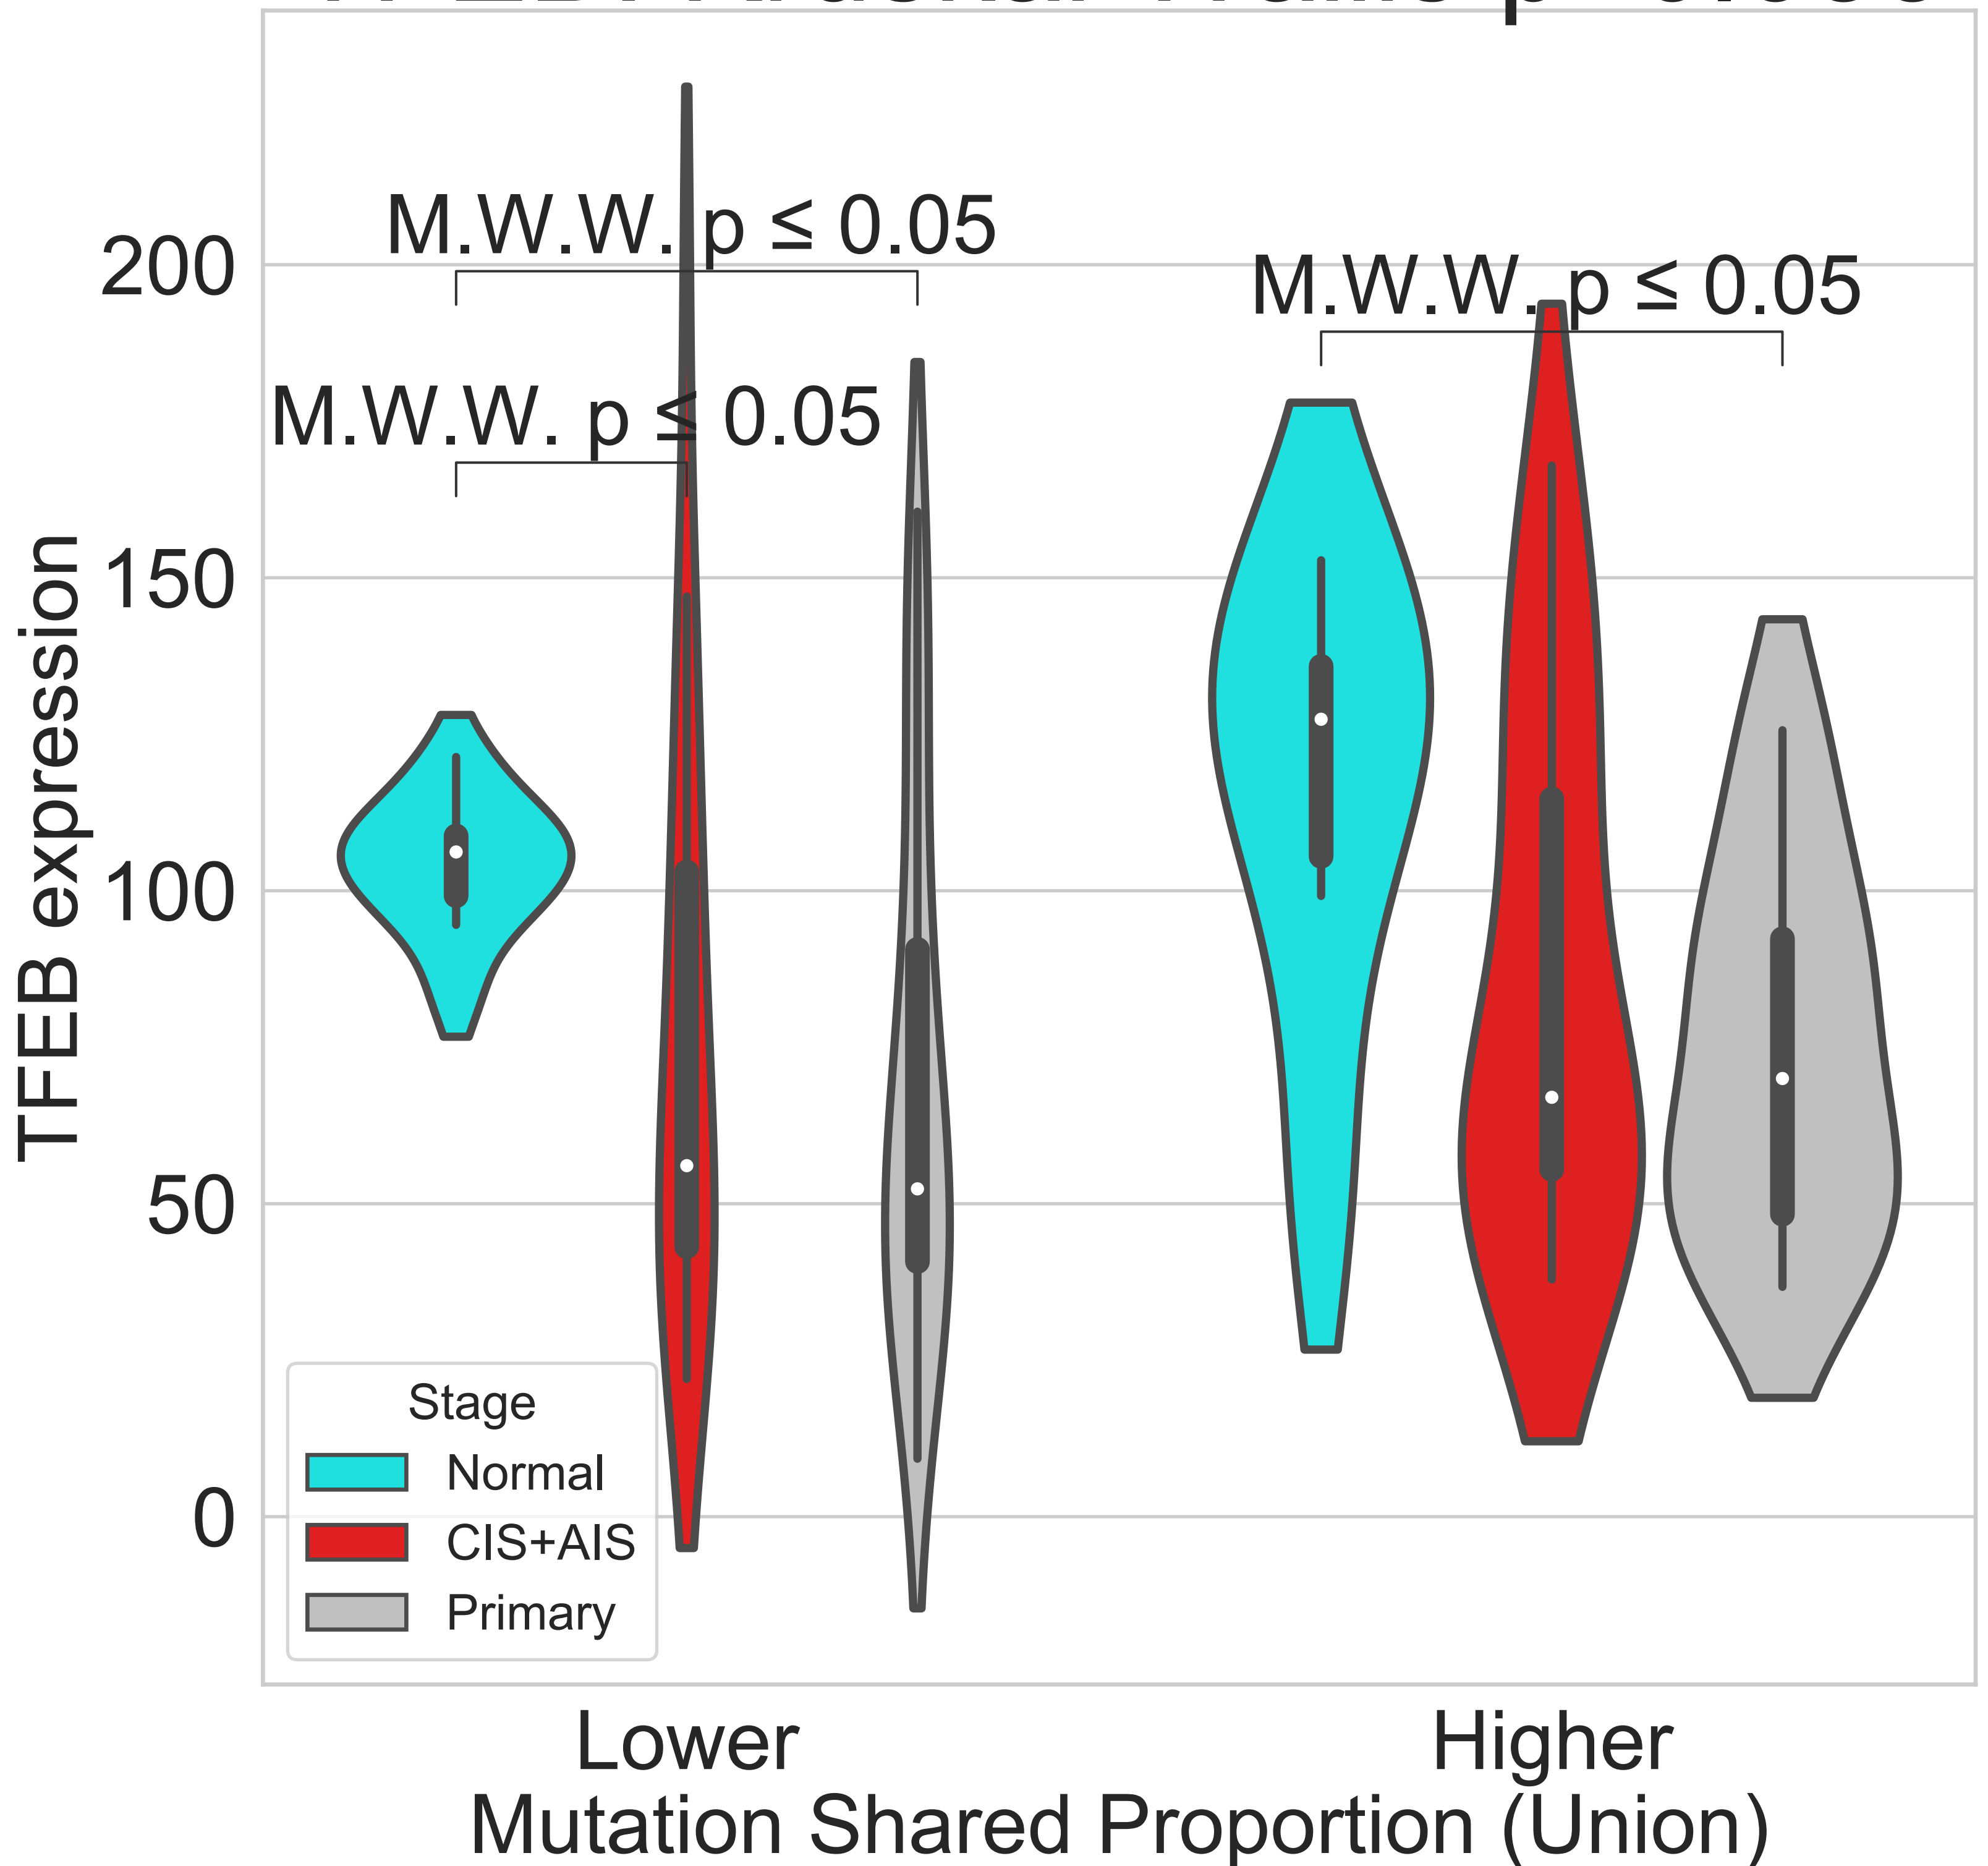 M.W.W. p ≤ 0.05
M.W.W. p ≤ 0.05
M.W.W. p ≤ 0.05
TFEB expression
200
150
100
50
0
Stage
Normal
CIS+AIS
Primary
Lower
Higher
Mutation Shared Proportion (Union)